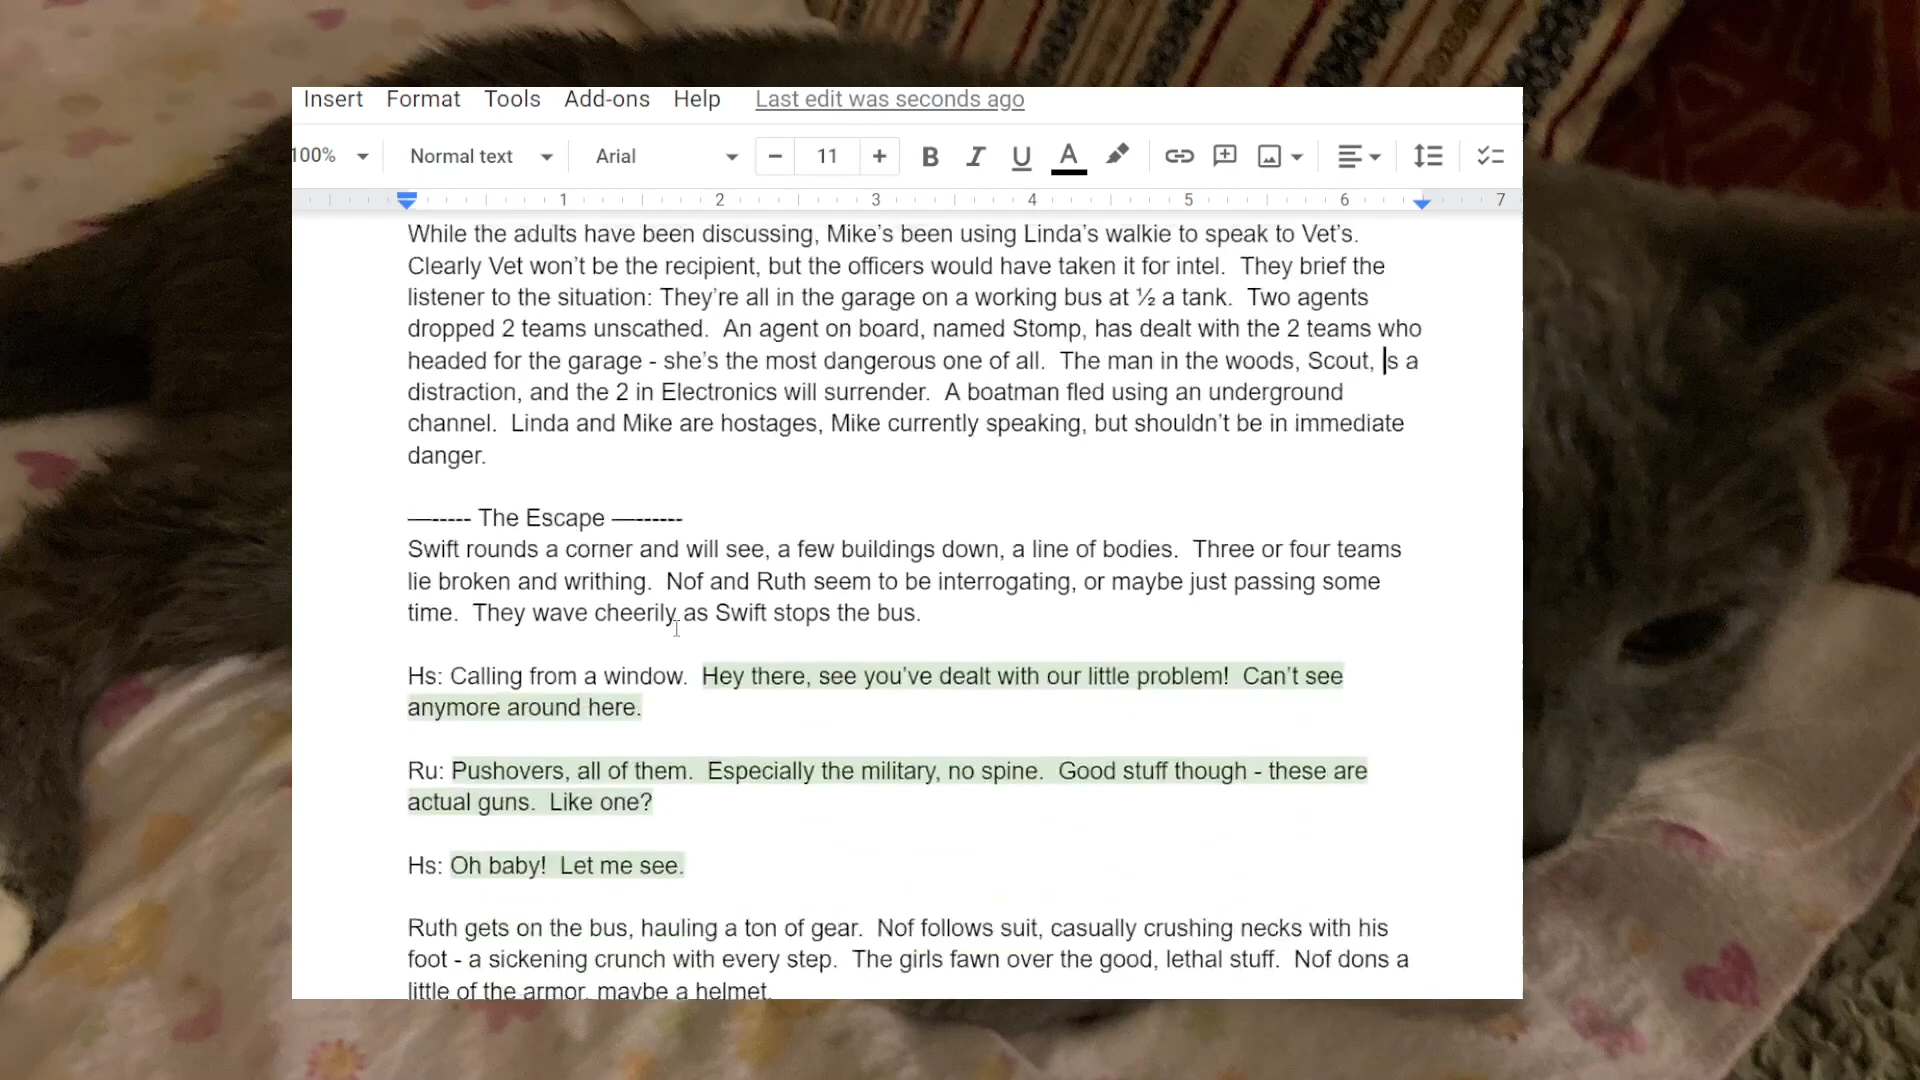 Insert Format Tools Add-ons Help Last edit was seconds ago
100% Normal text Arial 11 B I U A
1 2 3 4 5 6 7
While the adults have been discussing, Mike’s been using Linda’s walkie to speak to Vet’s.
Clearly Vet won’t be the recipient, but the officers would have taken it for intel.  They brief the
listener to the situation: They’re all in the garage on a working bus at ½ a tank.  Two agents
dropped 2 teams unscathed.  An agent on board, named Stomp, has dealt with the 2 teams who
headed for the garage - she’s the most dangerous one of all.  The man in the woods, Scout, is a
distraction, and the 2 in Electronics will surrender.  A boatman fled using an underground
channel.  Linda and Mike are hostages, Mike currently speaking, but shouldn’t be in immediate
danger.
—----- The Escape —-------
Swift rounds a corner and will see, a few buildings down, a line of bodies.  Three or four teams
lie broken and writhing.  Nof and Ruth seem to be interrogating, or maybe just passing some
time.  They wave cheerily as Swift stops the bus.
Hs: Calling from a window.  Hey there, see you’ve dealt with our little problem!  Can’t see
anymore around here.
Ru: Pushovers, all of them.  Especially the military, no spine.  Good stuff though - these are
actual guns.  Like one?
Hs: Oh baby!  Let me see.
Ruth gets on the bus, hauling a ton of gear.  Nof follows suit, casually crushing necks with his
foot - a sickening crunch with every step.  The girls fawn over the good, lethal stuff.  Nof dons a
little of the armor, maybe a helmet.